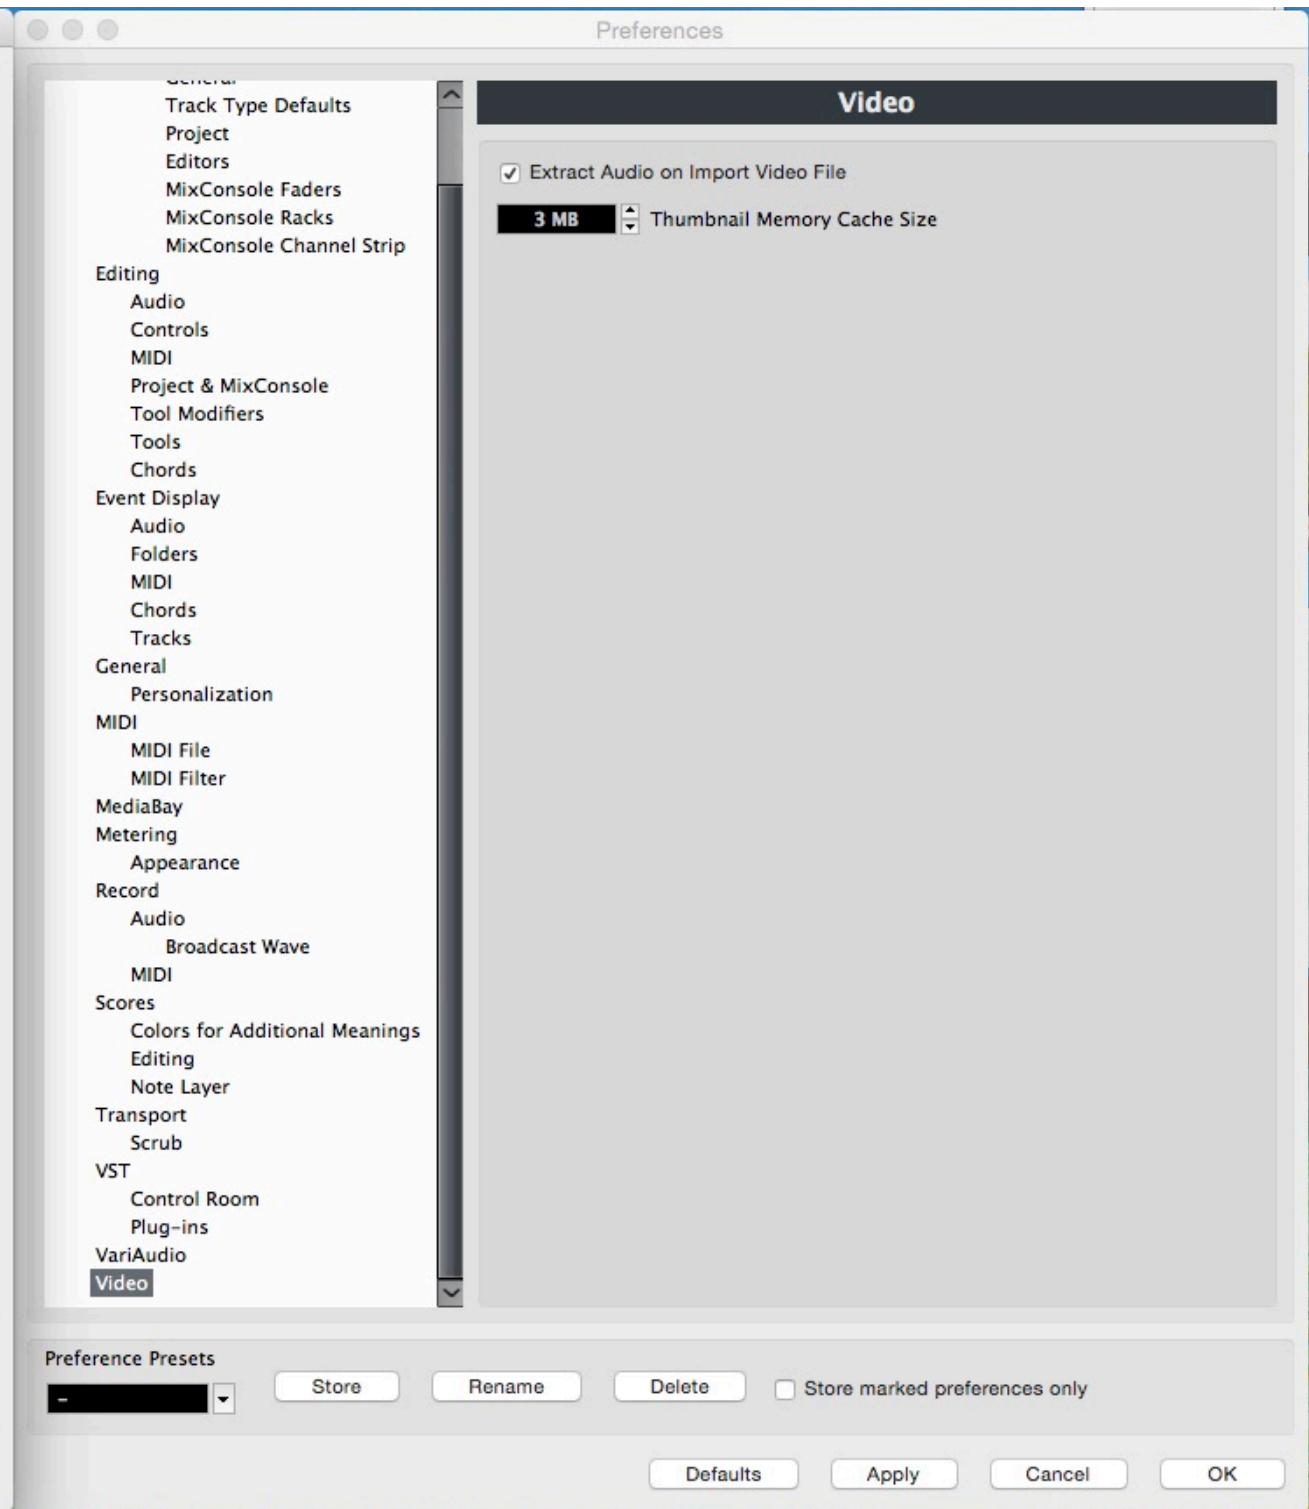 Preferences
General
Track Type Defaults
Project
Editors
MixConsole Faders
MixConsole Racks
MixConsole Channel Strip
Editing
Audio
Controls
MIDI
Project & MixConsole
Tool Modifiers
Tools
Chords
Event Display
Audio
Folders
MIDI
Chords
Tracks
General
Personalization
MIDI
MIDI File
MIDI Filter
MediaBay
Metering
Appearance
Record
Audio
Broadcast Wave
MIDI
Scores
Colors for Additional Meanings
Editing
Note Layer
Transport
Scrub
VST
Control Room
Plug-ins
VariAudio
Video
Video
Extract Audio on Import Video File
3 MB Thumbnail Memory Cache Size
Preference Presets
– Store Rename Delete Store marked preferences only
Defaults Apply Cancel OK